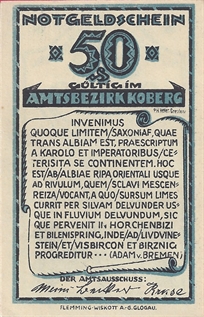 NOTGELDSCHEIN
50
GÜLTIG IM
AMTSBEZIRK KOBERG
INVENIMUS
QUOQUE LIMITEM/SAXONIAE, QUAE
TRANS ALBIAM EST, PRAESCRIPTUM
A KAROLO ET IMPERATORIBUS,/CE/
TERISITA SE CONTINENTEM. HOC
EST/AB/ALBIAE RIPA ORIENTALI USQUE
AD RIVULUM, QUEM/SCLAVI MESCEN-
REIZA/VOCANT, A QUO/SURSUM LIMES
CURRIT PER SILVAM DELVUNDER US-
QUE IN FLUVIUM DELVUNDUM, SIC
QUE PERVENIT IN HORCHENBIZI
ET BILENISPRING, INDE/AD/LIVDVINE-
STEIN/ET/VISBIRCON ET BIRZNIG
PROGREDITUR ··· (ADAM v. BREMEN)
DER AMTSAUSSCHUSS:
FLEMMING-WISKOTT A-G. GLOGAU.